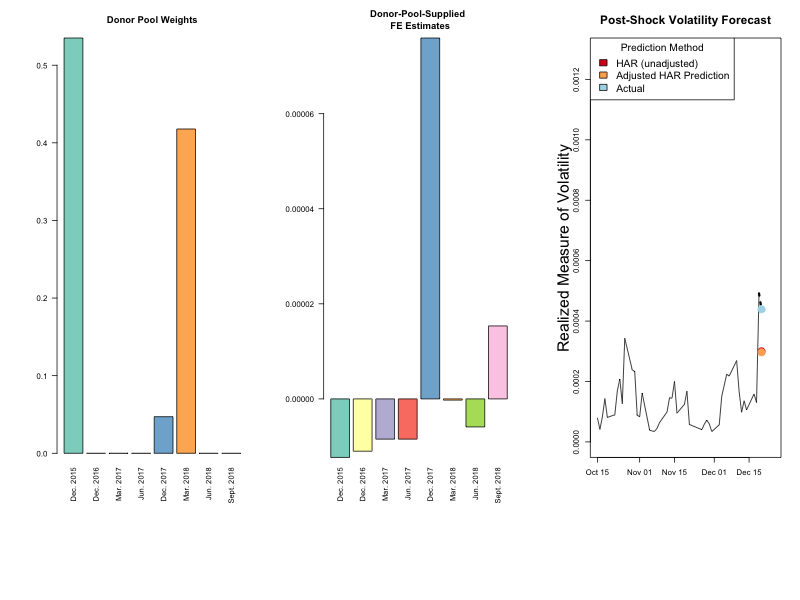 Donor Pool Weights
0.5
0.4
0.3
0.2
0.1
0.0
Dec. 2015
Dec. 2016
Mar. 2017
Jun. 2017
Dec. 2017
Mar. 2018
Jun. 2018
Sept. 2018
Donor-Pool-Supplied
FE Estimates
0.00006
0.00004
0.00002
0.00000
Dec. 2015
Dec. 2016
Mar. 2017
Jun. 2017
Dec. 2017
Mar. 2018
Jun. 2018
Sept. 2018
Post-Shock Volatility Forecast
Prediction Method
HAR (unadjusted)
Adjusted HAR Prediction
Actual
Realized Measure of Volatility
0.0012
0.0010
0.0008
0.0006
0.0004
0.0002
0.0000
Oct 15
Nov 01
Nov 15
Dec 01
Dec 15